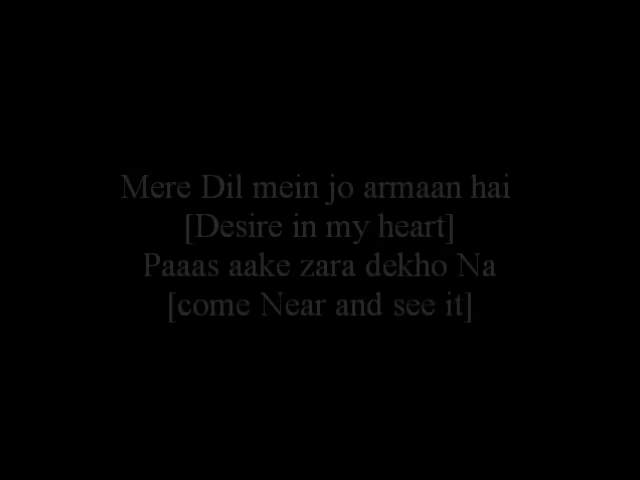 Mere Dil mein jo armaan hai
[Desire in my heart]
Paaas aake zara dekho Na
[come Near and see it]